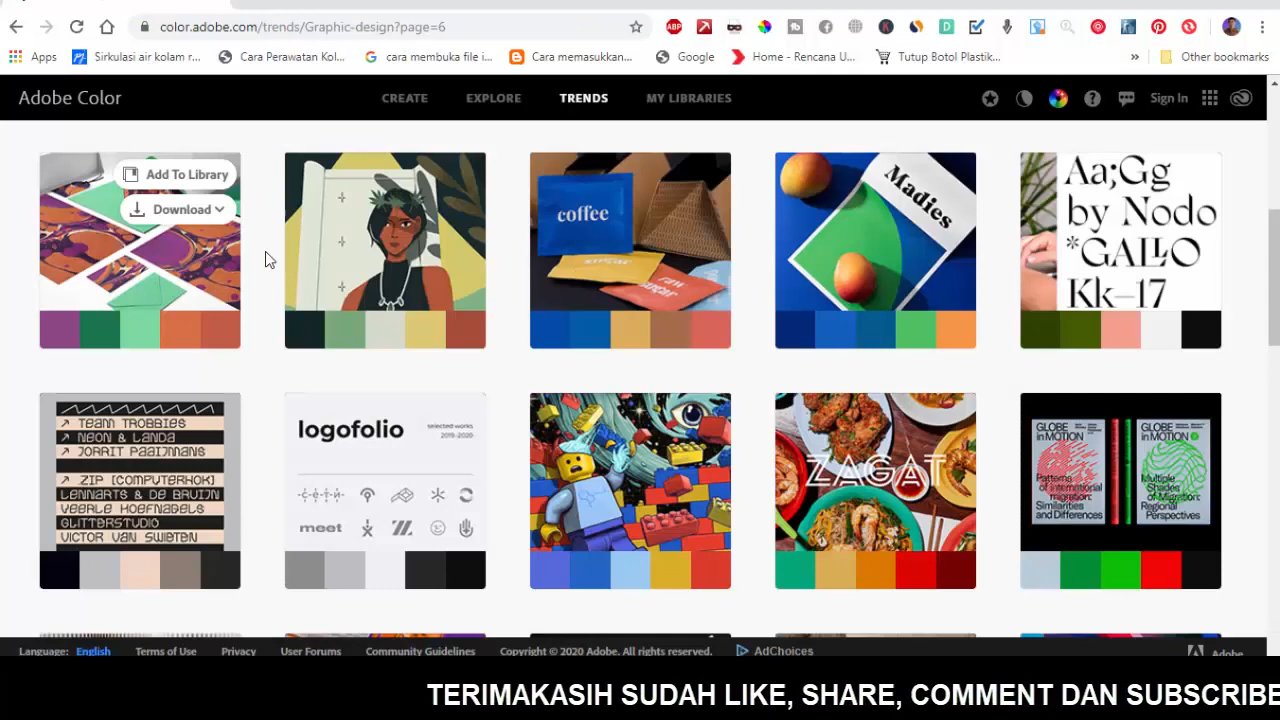 color.adobe.com/trends/Graphic-design?page=6
ABP
Apps
Sirkulasi air kolam r...
Cara Perawatan Kol...
cara membuka file i...
Cara memasukkan...
Google
Home - Rencana U...
Tutup Botol Plastik...
»
Other bookmarks
Adobe Color
CREATE
EXPLORE
TRENDS
MY LIBRARIES
Sign In
Add To Library
Download
coffee
sugar
raw
sugar
Madies
Aa;Gg
by Nodo
*GALLO
Kk–17
↗ TEAM TROBBIES
↗ NEON & LANDA
↗ JORRIT PAAIJMANS
↗ ZIP [COMPUTERHOK]
LENNARTS & DE BRUIJN
VEERLE HOEFNAGELS
GLITTERSTUDIO
VICTOR VAN SWIETEN
logofolio
selected works
2019-2020
meet
ZAGAT
GLOBE
in MOTION
Patterns
of international
migration:
Similarities
and Differences
GLOBE
in MOTION
Multiple
Shades
of Migration:
Regional
Perspectives
Language: English
Terms of Use
Privacy
User Forums
Community Guidelines
Copyright © 2020 Adobe. All rights reserved.
AdChoices
Adobe
TERIMAKASIH SUDAH LIKE, SHARE, COMMENT DAN SUBSCRIBE